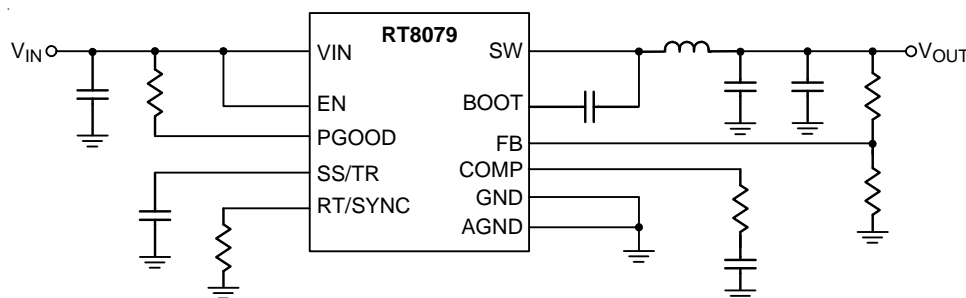 RT8079
VIN
VIN
EN
PGOOD
SS/TR
RT/SYNC
SW
BOOT
FB
COMP
GND
AGND
VOUT